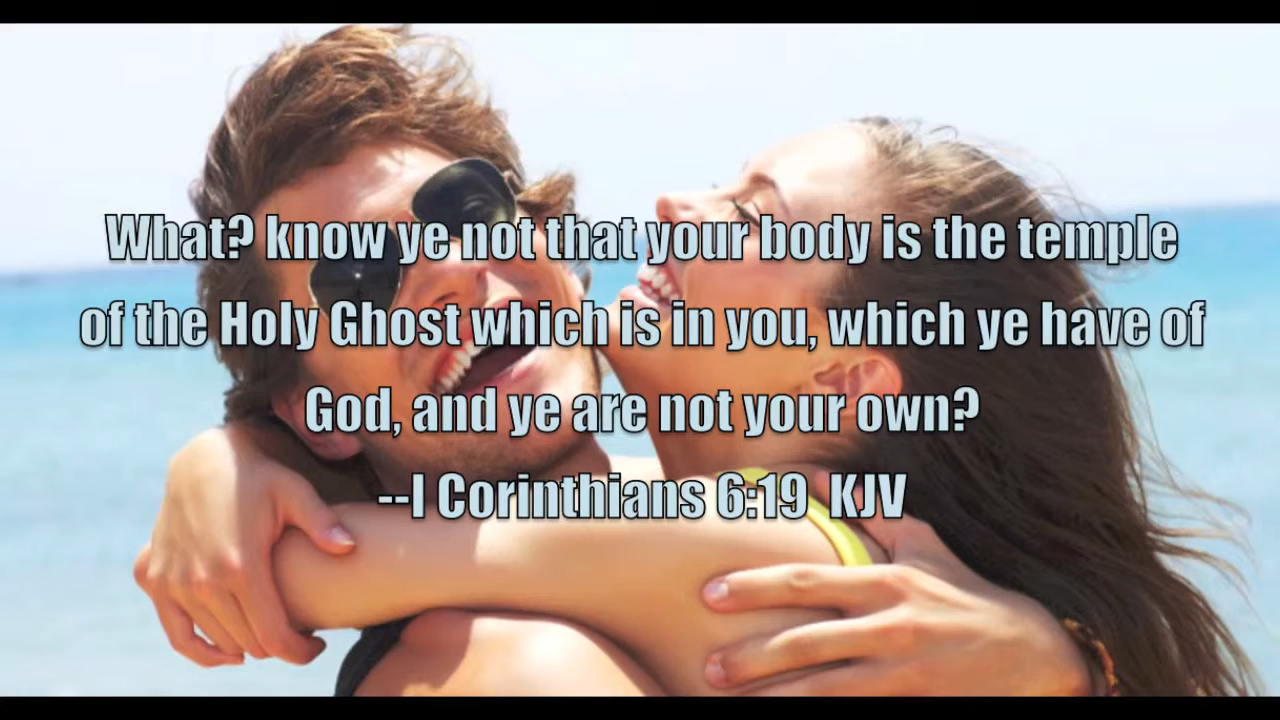 What? know ye not that your body is the temple
of the Holy Ghost which is in you, which ye have of
God, and ye are not your own?
--I Corinthians 6:19  KJV